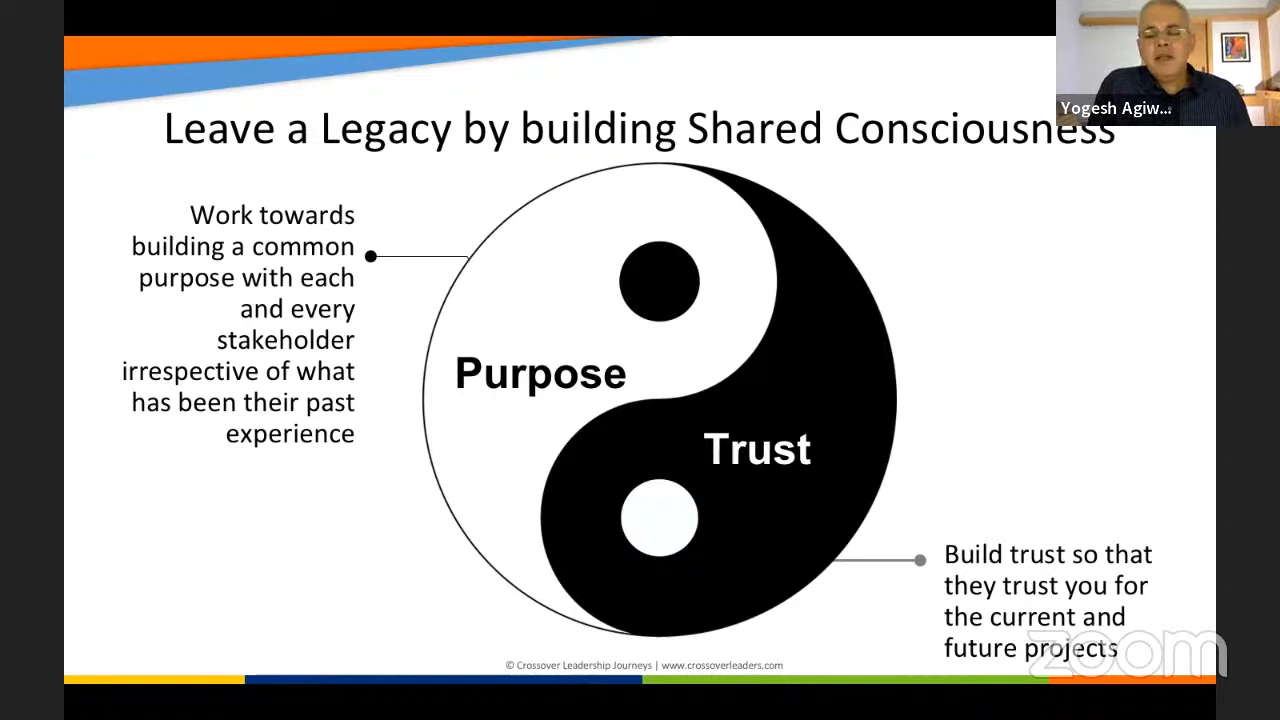 Leave a Legacy by building Shared Consciousness
Yogesh Agiw...
Work towards
building a common
purpose with each
and every
stakeholder
irrespective of what
has been their past
experience
Purpose
Trust
Build trust so that
they trust you for
the current and
future projects
zoom
© Crossover Leadership Journeys | www.crossoverleaders.com